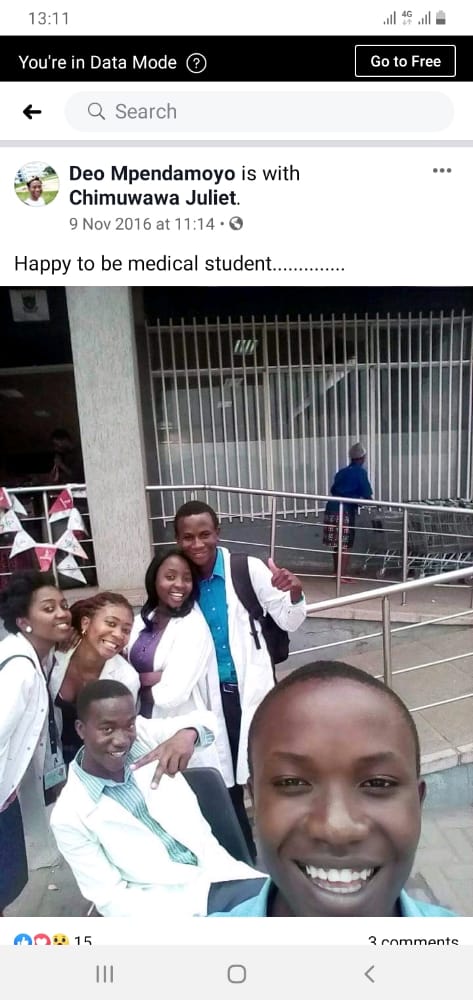 13:11
4G
You're in Data Mode ?
Go to Free
Search
Deo Mpendamoyo is with
Chimuwawa Juliet.
9 Nov 2016 at 11:14 •
Happy to be medical student..............
15
3 comments